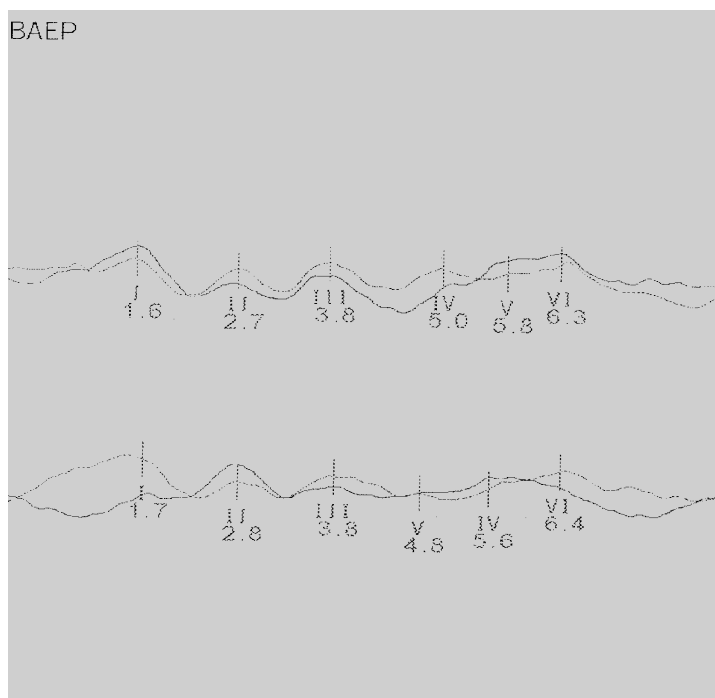 BAEP
I II III IV V VI
1.6 2.7 3.8 5.0 5.8 6.3
I II III V IV VI
1.7 2.8 3.8 4.8 5.6 6.4